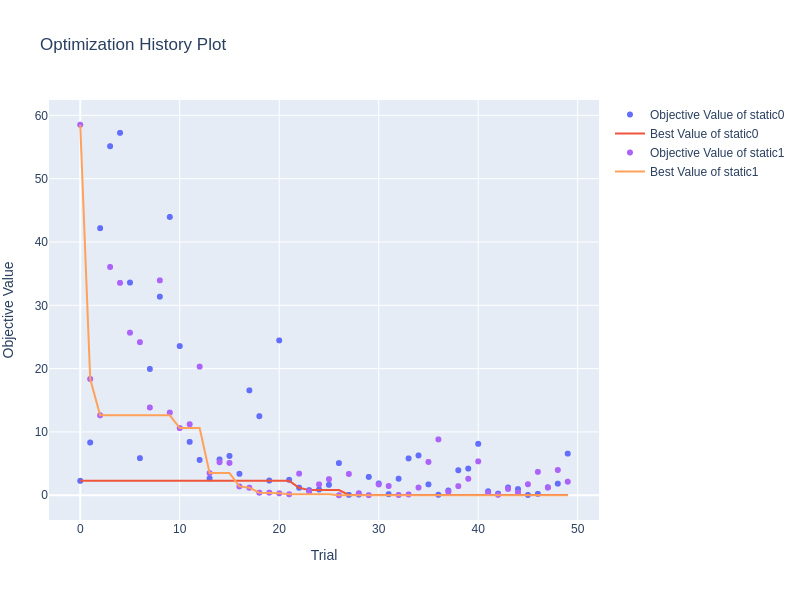 Optimization History Plot
Objective Value of static0
Best Value of static0
Objective Value of static1
Best Value of static1
Objective Value
60
50
40
30
20
10
0
0 10 20 30 40 50
Trial